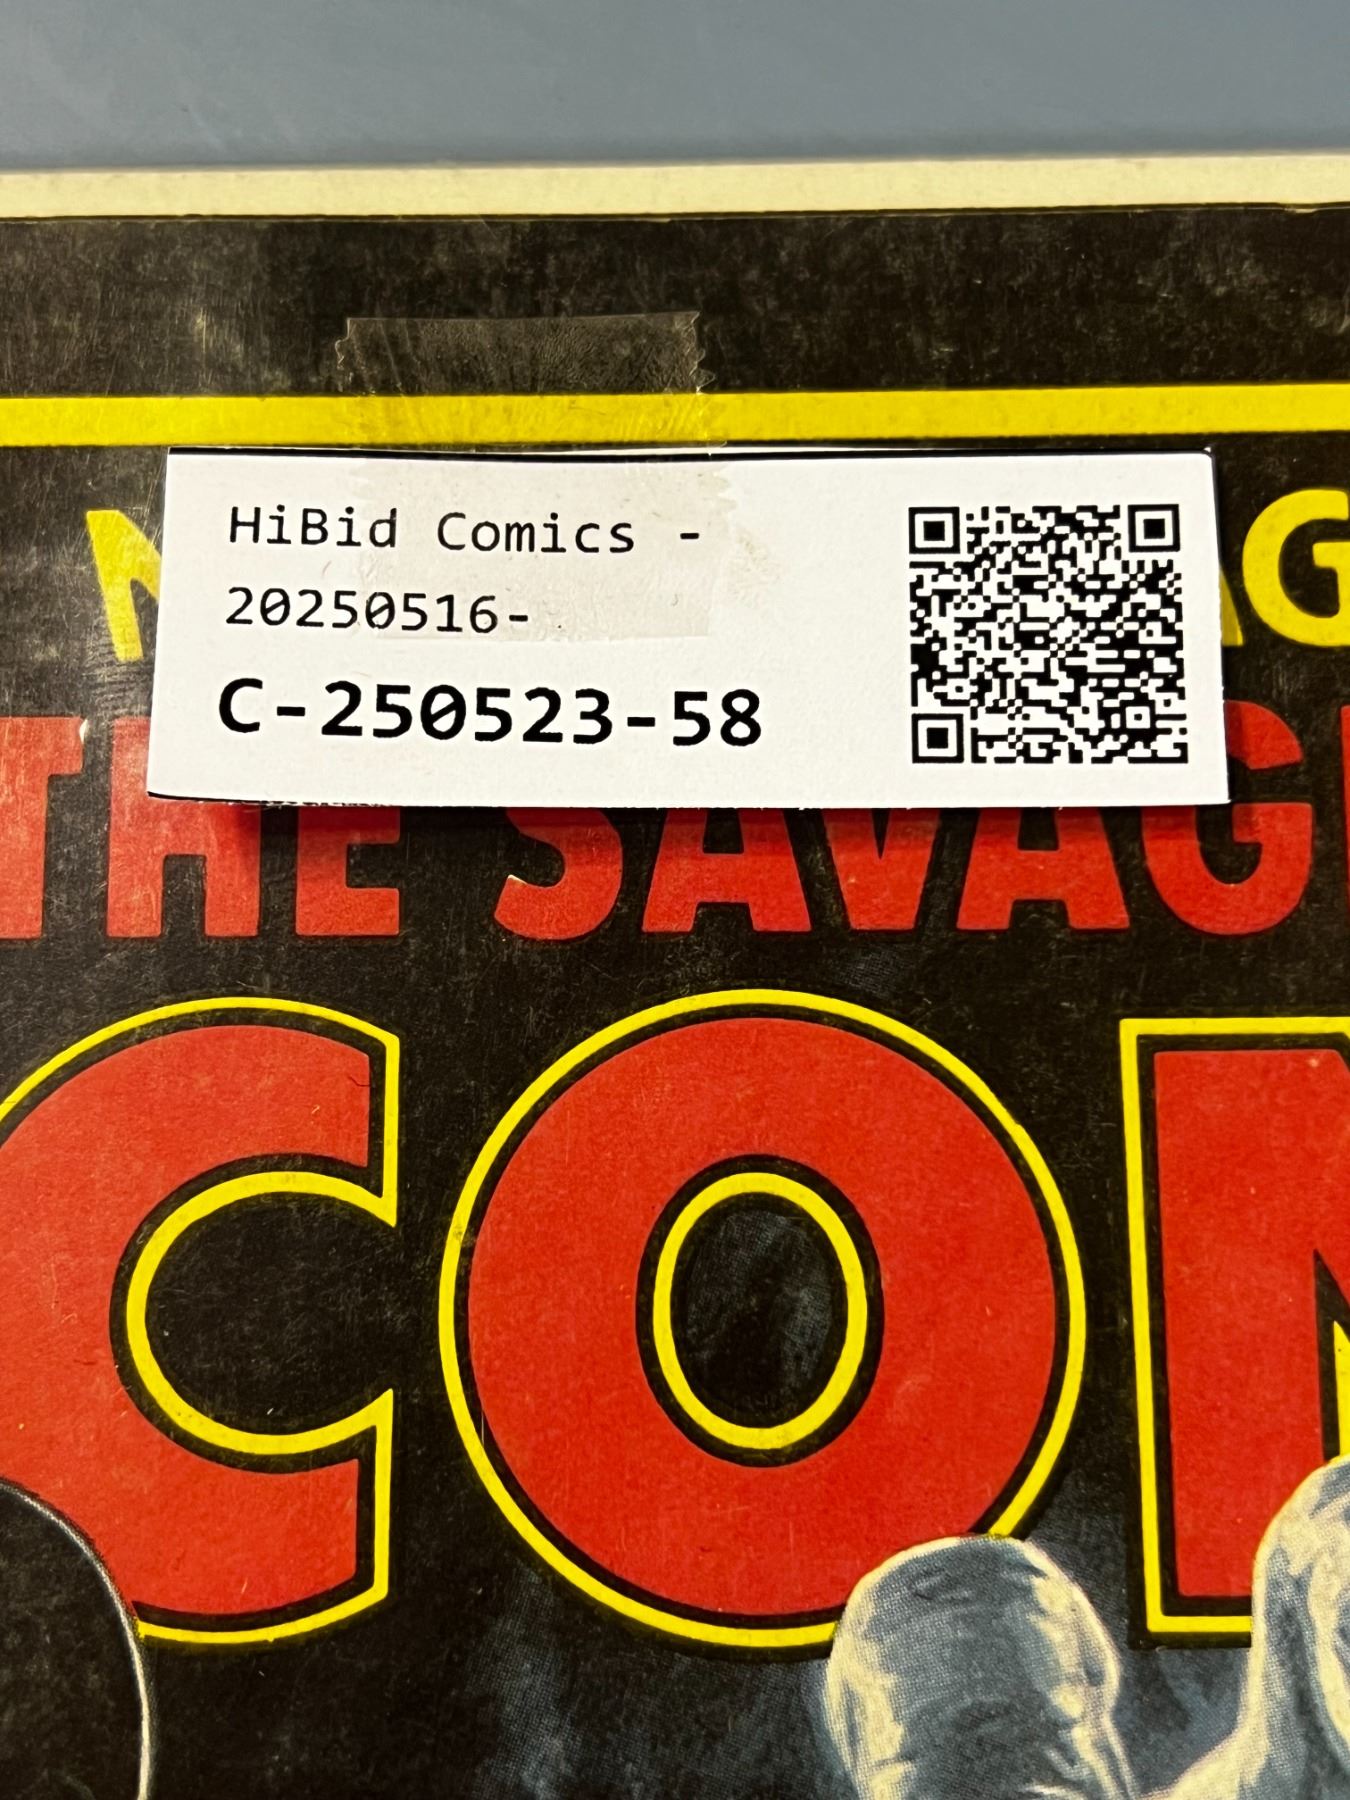 HiBid Comics -
20250516-
C-250523-58
THE SAVAG
CON